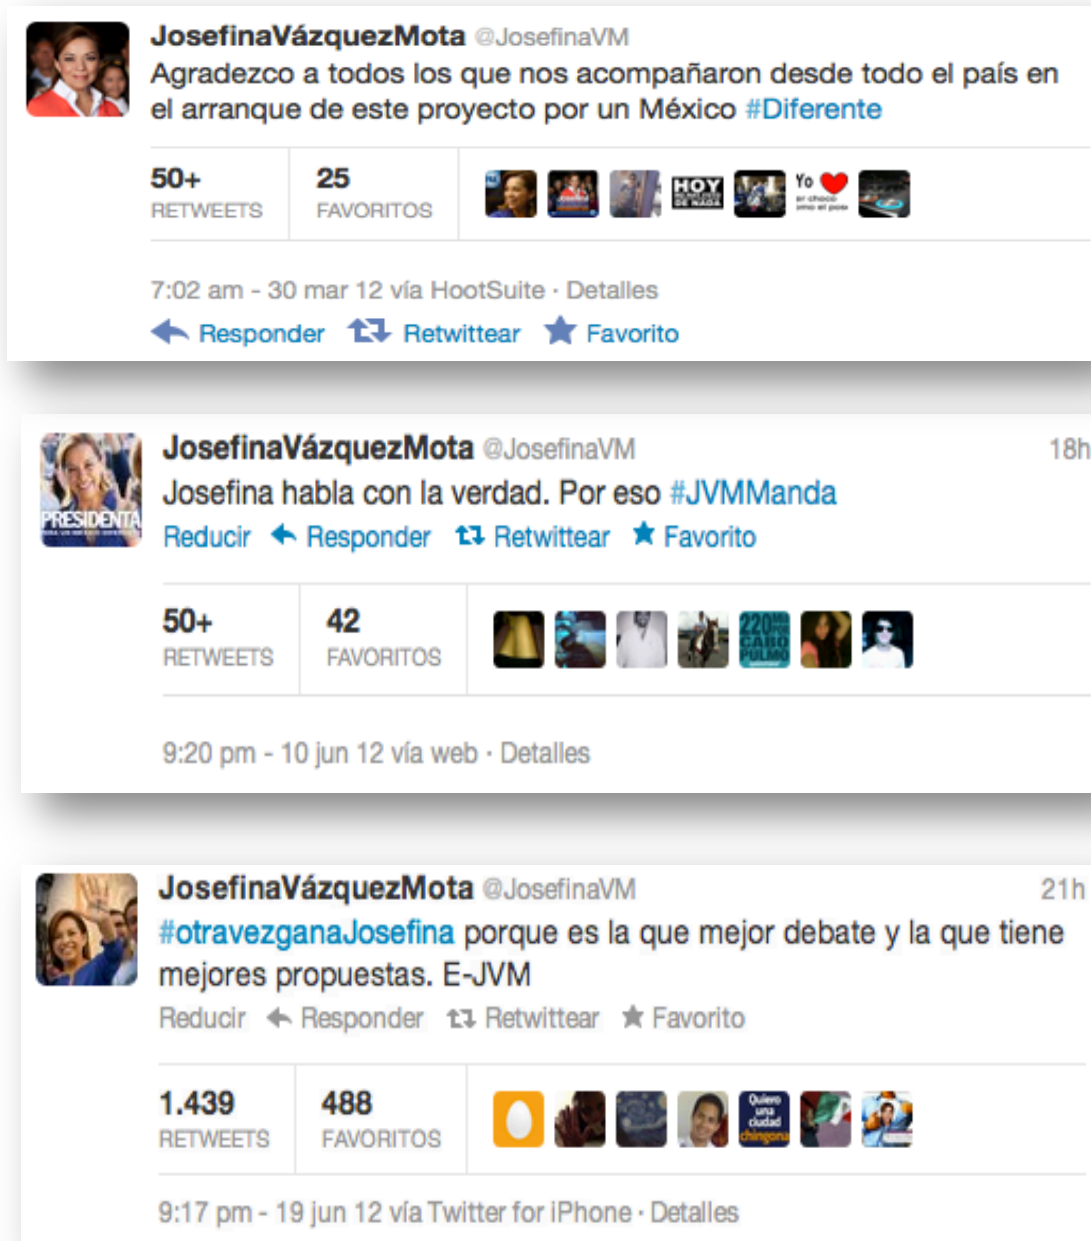 JosefinaVázquezMota @JosefinaVM
Agradezco a todos los que nos acompañaron desde todo el país en
el arranque de este proyecto por un México #Diferente
50+ 25
RETWEETS FAVORITOS
HOY
DE NADA
Yo
7:02 am - 30 mar 12 vía HootSuite · Detalles
Responder Retwittear Favorito
JosefinaVázquezMota @JosefinaVM 18h
Josefina habla con la verdad. Por eso #JVMManda
PRESIDENTA
Reducir Responder Retwittear Favorito
50+ 42
RETWEETS FAVORITOS
220MIL
CABO
PULMO
9:20 pm - 10 jun 12 vía web · Detalles
JosefinaVázquezMota @JosefinaVM 21h
#otravezganaJosefina porque es la que mejor debate y la que tiene
mejores propuestas. E-JVM
Reducir Responder Retwittear Favorito
1.439 488
RETWEETS FAVORITOS
Quiero
una
ciudad
chingona
9:17 pm - 19 jun 12 vía Twitter for iPhone · Detalles